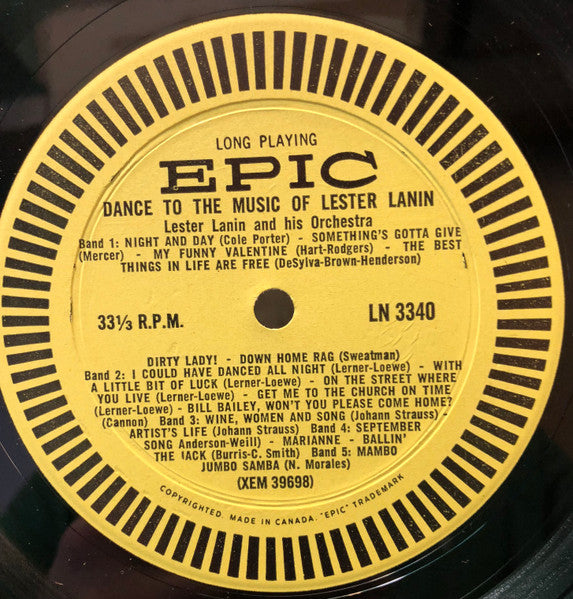 LONG PLAYING
EPIC
DANCE TO THE MUSIC OF LESTER LANIN
Lester Lanin and his Orchestra
Band 1: NIGHT AND DAY (Cole Porter) - SOMETHING'S GOTTA GIVE
(Mercer) - MY FUNNY VALENTINE (Hart-Rodgers) - THE BEST
THINGS IN LIFE ARE FREE (DeSylva-Brown-Henderson)
33⅓ R.P.M.
LN 3340
DIRTY LADY! - DOWN HOME RAG (Sweatman)
Band 2: I COULD HAVE DANCED ALL NIGHT (Lerner-Loewe) - WITH
A LITTLE BIT OF LUCK (Lerner-Loewe) - ON THE STREET WHERE
YOU LIVE (Lerner-Loewe) - GET ME TO THE CHURCH ON TIME
(Lerner-Loewe) - BILL BAILEY, WON'T YOU PLEASE COME HOME?
(Cannon) Band 3: WINE, WOMEN AND SONG (Johann Strauss) -
ARTIST'S LIFE (Johann Strauss) Band 4: SEPTEMBER
SONG Anderson-Weill) - MARIANNE - BALLIN'
THE JACK (Burris-C. Smith) Band 5: MAMBO
JUMBO SAMBA (N. Morales)
(XEM 39698)
COPYRIGHTED. MADE IN CANADA. "EPIC" TRADEMARK